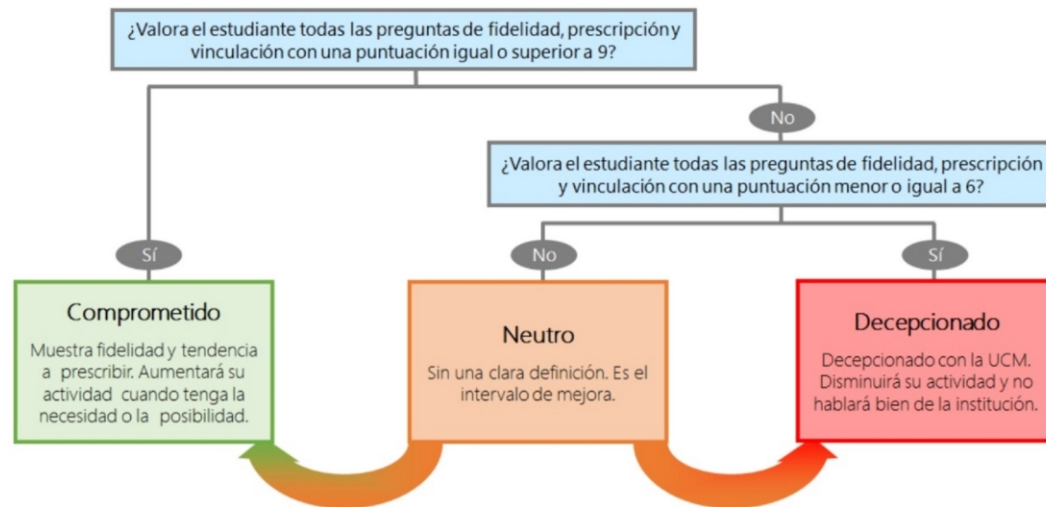 ¿Valora el estudiante todas las preguntas de fidelidad, prescripción y
vinculación con una puntuación igual o superior a 9?
No
¿Valora el estudiante todas las preguntas de fidelidad, prescripción
y vinculación con una puntuación menor o igual a 6?
Sí
No
Sí
Comprometido
Muestra fidelidad y tendencia
a prescribir. Aumentará su
actividad cuando tenga la
necesidad o la posibilidad.
Neutro
Sin una clara definición. Es el
intervalo de mejora.
Decepcionado
Decepcionado con la UCM.
Disminuirá su actividad y no
hablará bien de la institución.